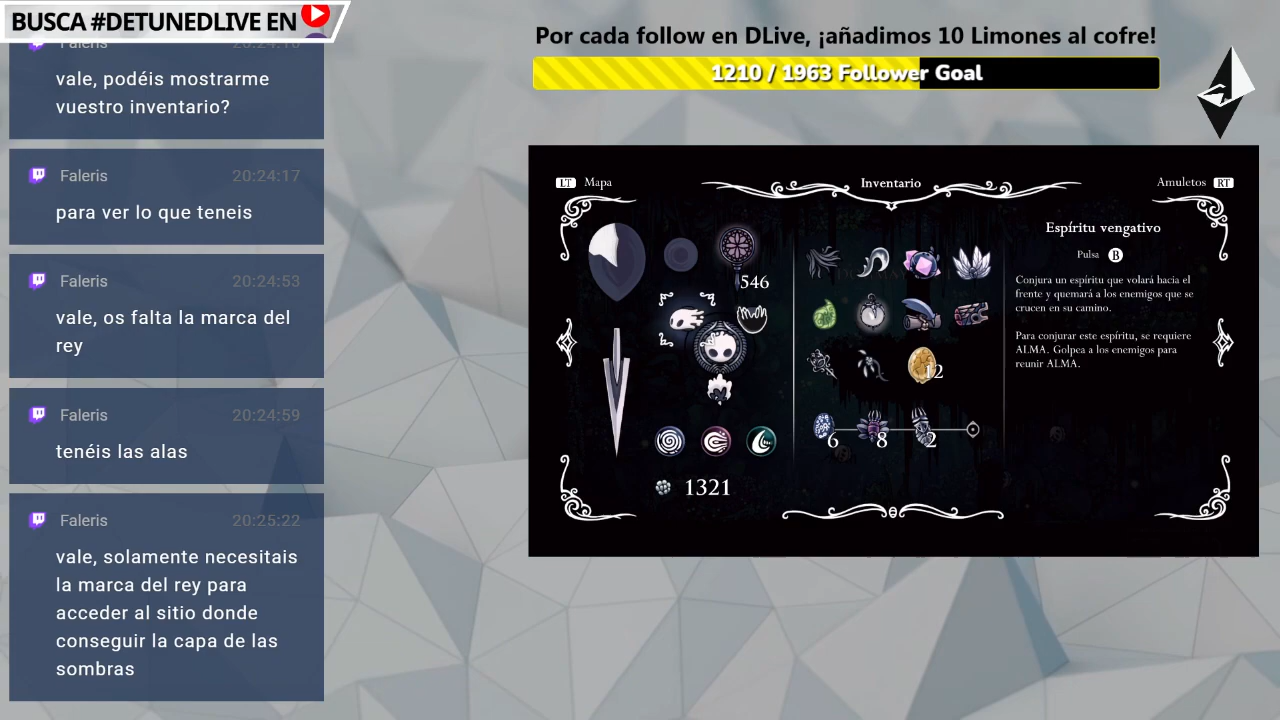 BUSCA #DETUNEDLIVE EN
Faleris 20:24:10
vale, podéis mostrarme
vuestro inventario?
Faleris 20:24:17
para ver lo que teneis
Faleris 20:24:53
vale, os falta la marca del
rey
Faleris 20:24:59
tenéis las alas
Faleris 20:25:22
vale, solamente necesitais
la marca del rey para
acceder al sitio donde
conseguir la capa de las
sombras
Por cada follow en DLive, ¡añadimos 10 Limones al cofre!
1210 / 1963 Follower Goal
LT Mapa
Inventario
Amuletos RT
546
1321
12
6 8 2
Espíritu vengativo
Pulsa B
Conjura un espíritu que volará hacia el
frente y quemará a los enemigos que se
crucen en su camino.
Para conjurar este espíritu, se requiere
ALMA. Golpea a los enemigos para
reunir ALMA.